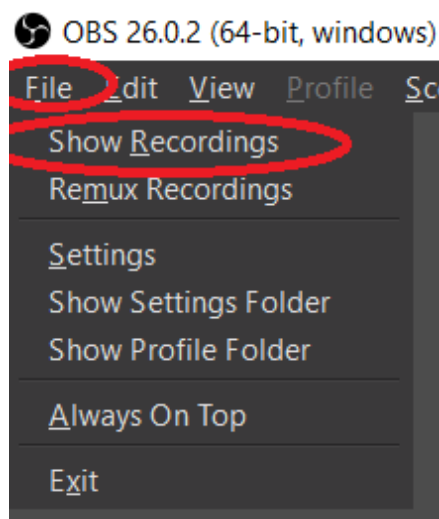 OBS 26.0.2 (64-bit, windows)
File Edit View Profile Sc
Show Recordings
Remux Recordings
Settings
Show Settings Folder
Show Profile Folder
Always On Top
Exit